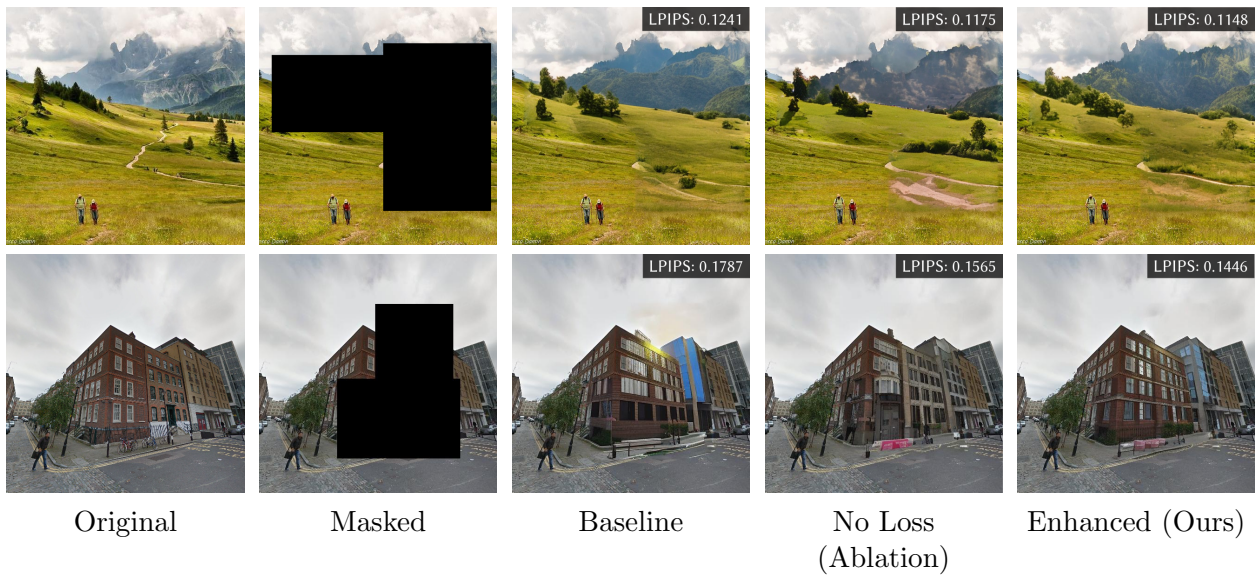 LPIPS: 0.1241
LPIPS: 0.1175
LPIPS: 0.1148
LPIPS: 0.1787
LPIPS: 0.1565
LPIPS: 0.1446
Original
Masked
Baseline
No Loss
(Ablation)
Enhanced (Ours)